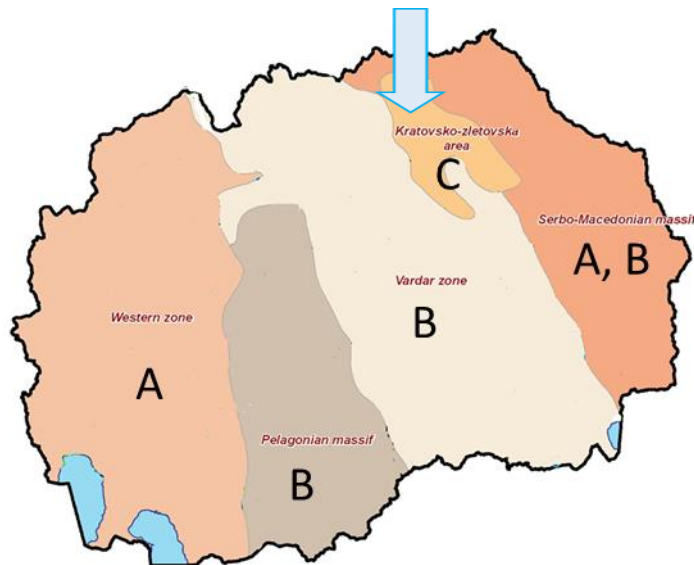 Kratovsko-zletovska
area
C
Serbo-Macedonian massif
A, B
Vardar zone
B
Western zone
A
Pelagonian massif
B